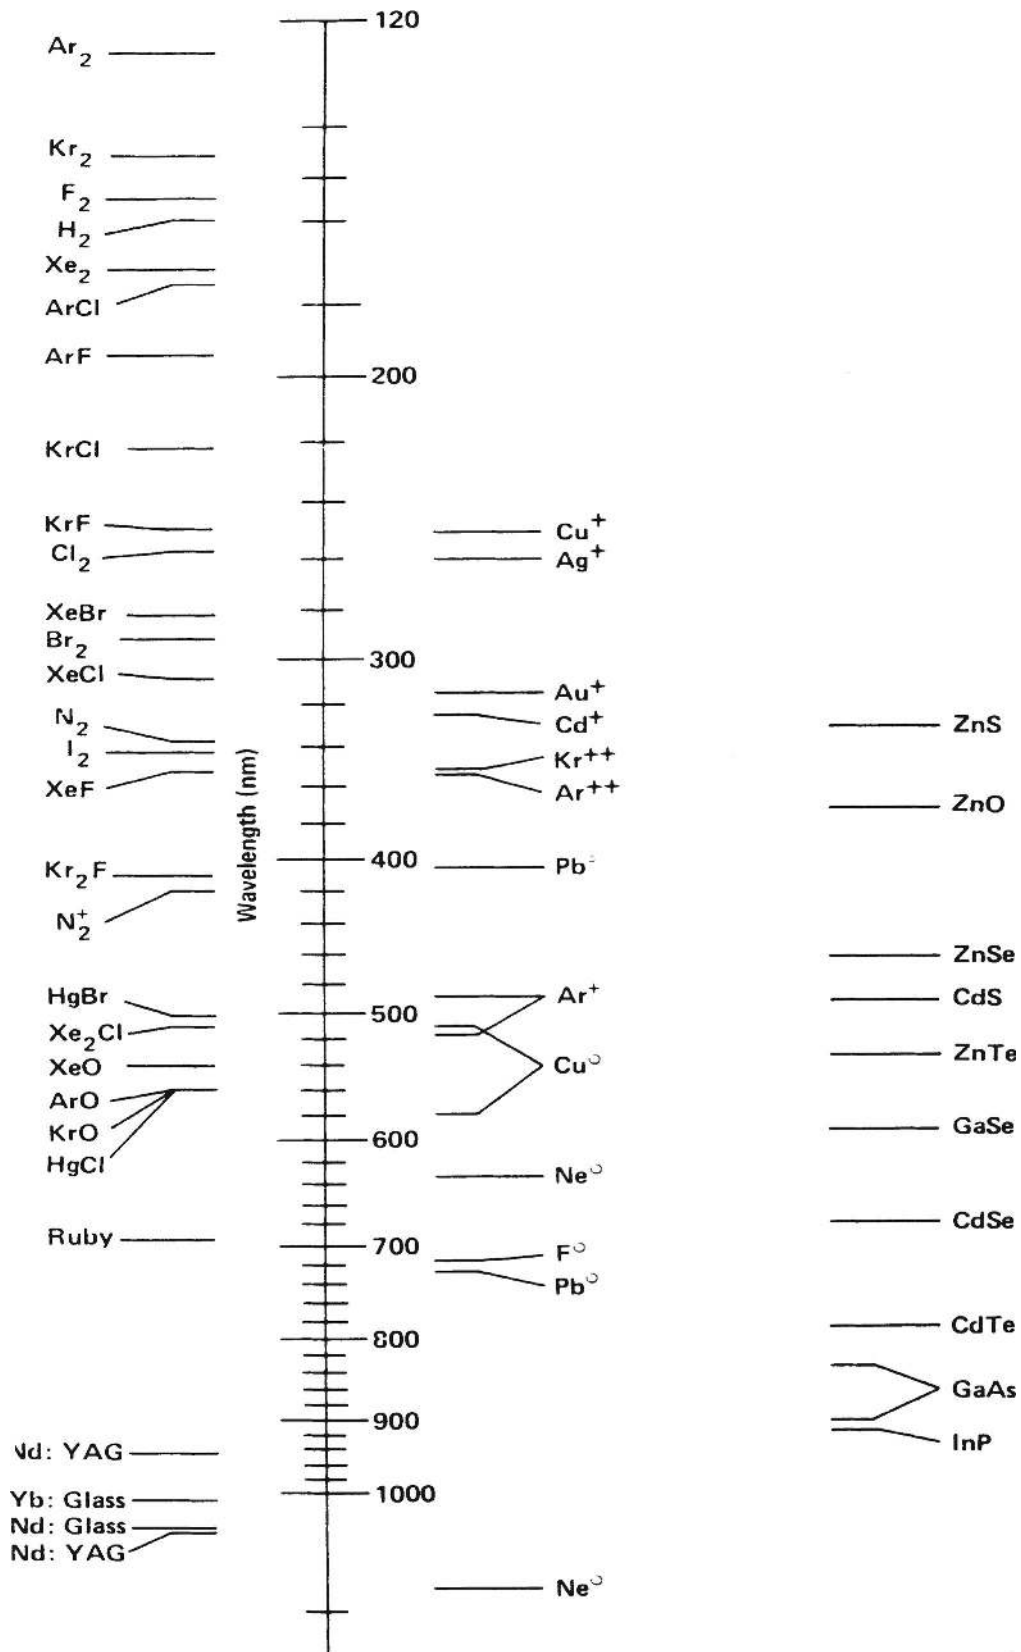 120
Ar₂
Kr₂
F₂
H₂
Xe₂
ArCl
ArF
200
KrCl
KrF
Cu⁺
Cl₂
Ag⁺
XeBr
Br₂
300
XeCl
Au⁺
N₂
Cd⁺
ZnS
I₂
Kr⁺⁺
XeF
Ar⁺⁺
ZnO
Wavelength (nm)
400
Kr₂F
Pb
N₂⁺
ZnSe
HgBr
Ar⁺
CdS
500
Xe₂Cl
XeO
Cu°
ZnTe
ArO
KrO
GaSe
600
HgCl
Ne°
CdSe
Ruby
700
F°
Pb°
CdTe
800
GaAs
900
InP
Nd: YAG
1000
Yb: Glass
Nd: Glass
Nd: YAG
Ne°